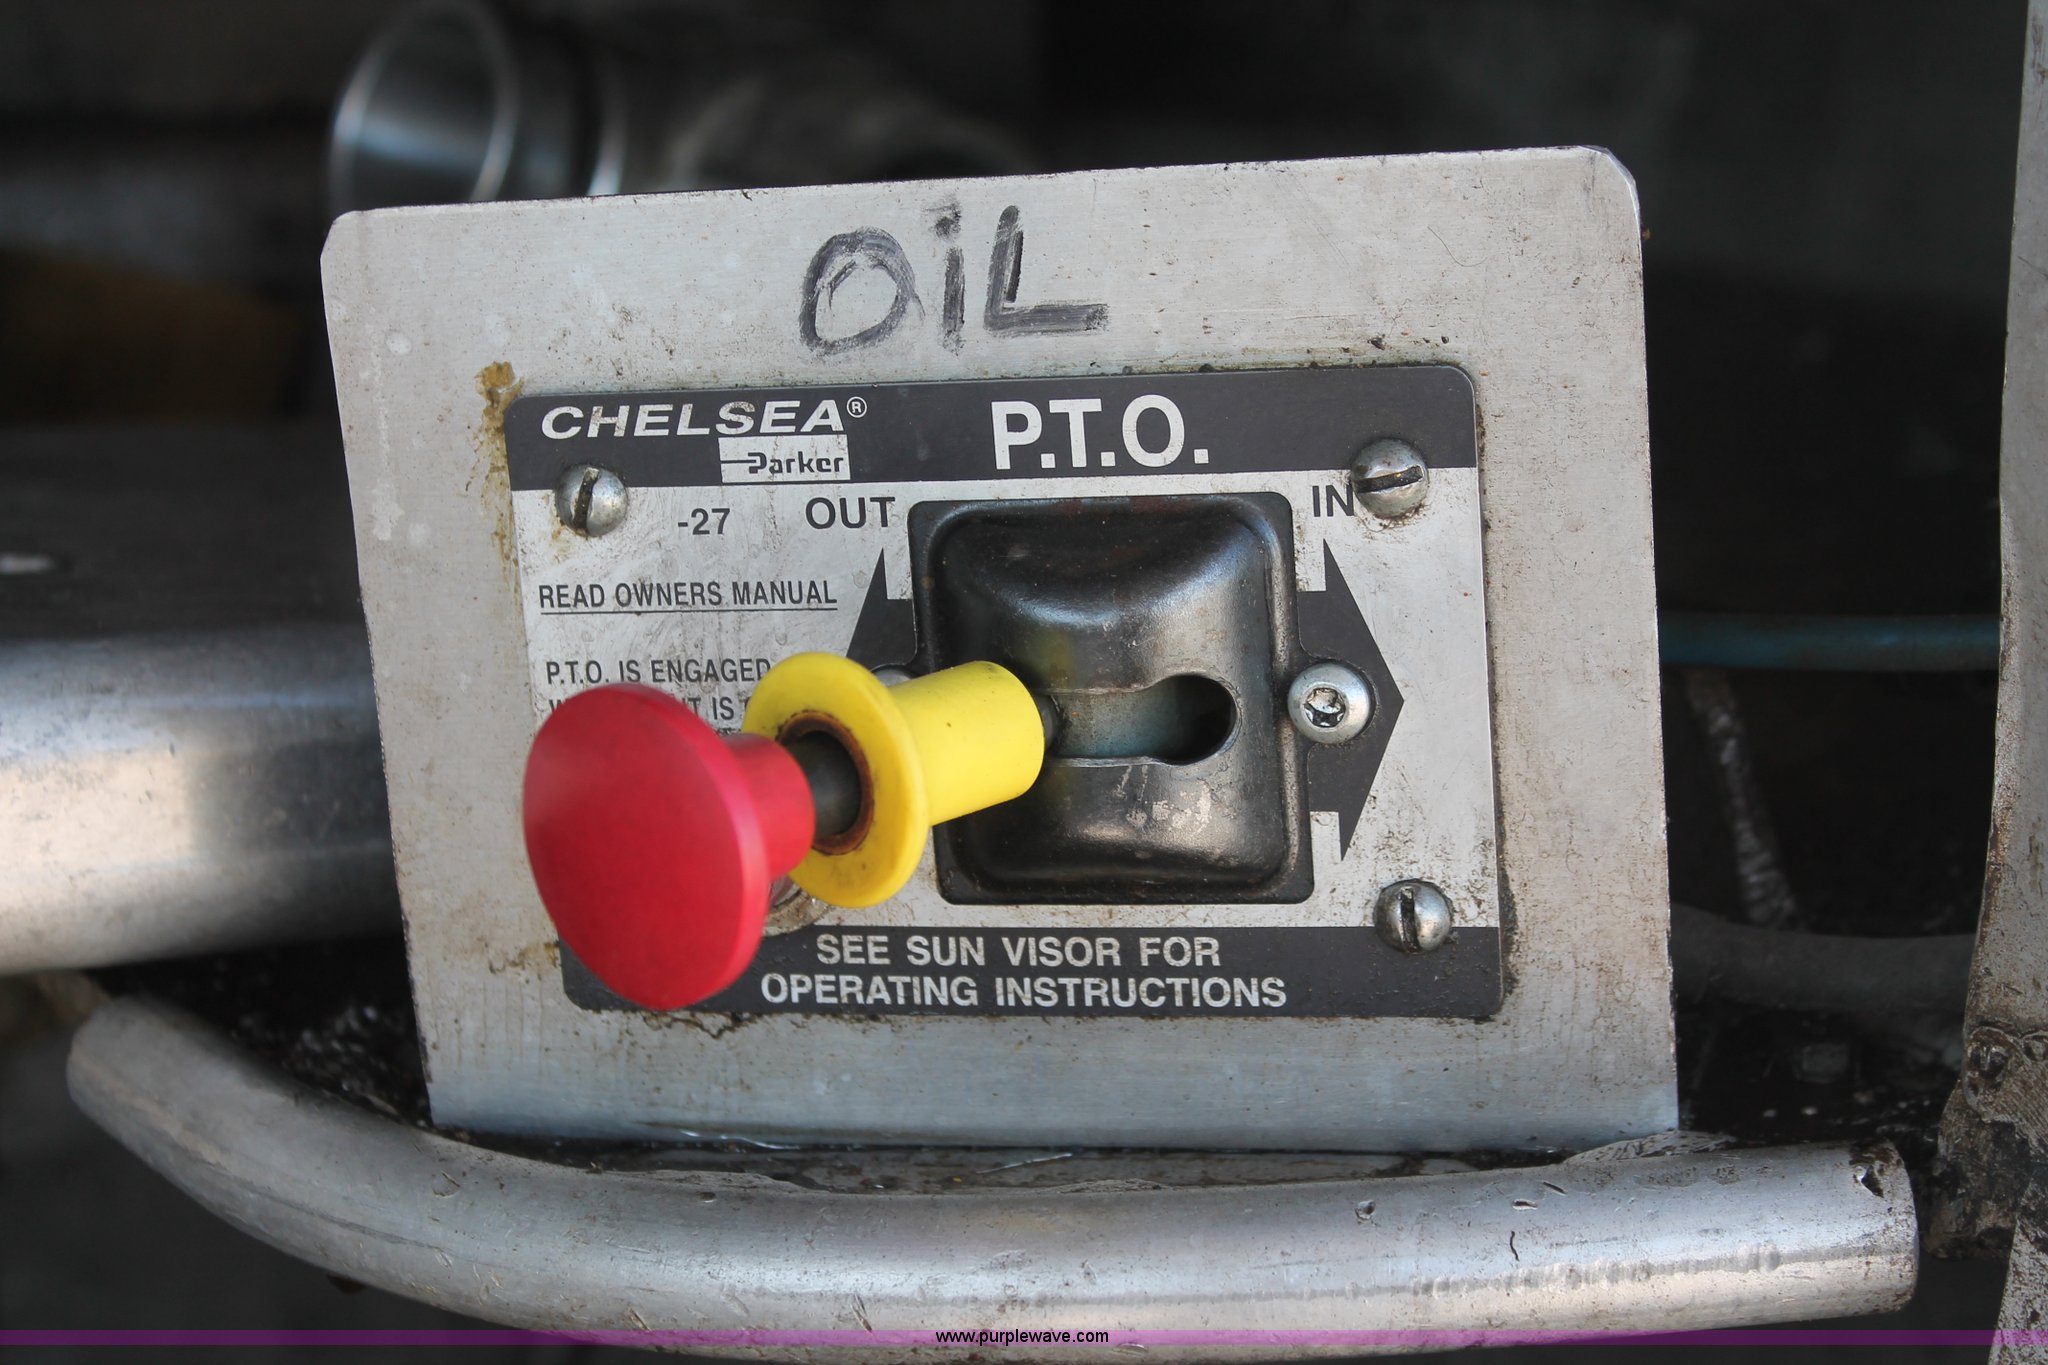 OiL
CHELSEA®
Parker
P.T.O.
-27
OUT
IN
READ OWNERS MANUAL
P.T.O. IS ENGAGED
IS
SEE SUN VISOR FOR
OPERATING INSTRUCTIONS
www.purplewave.com